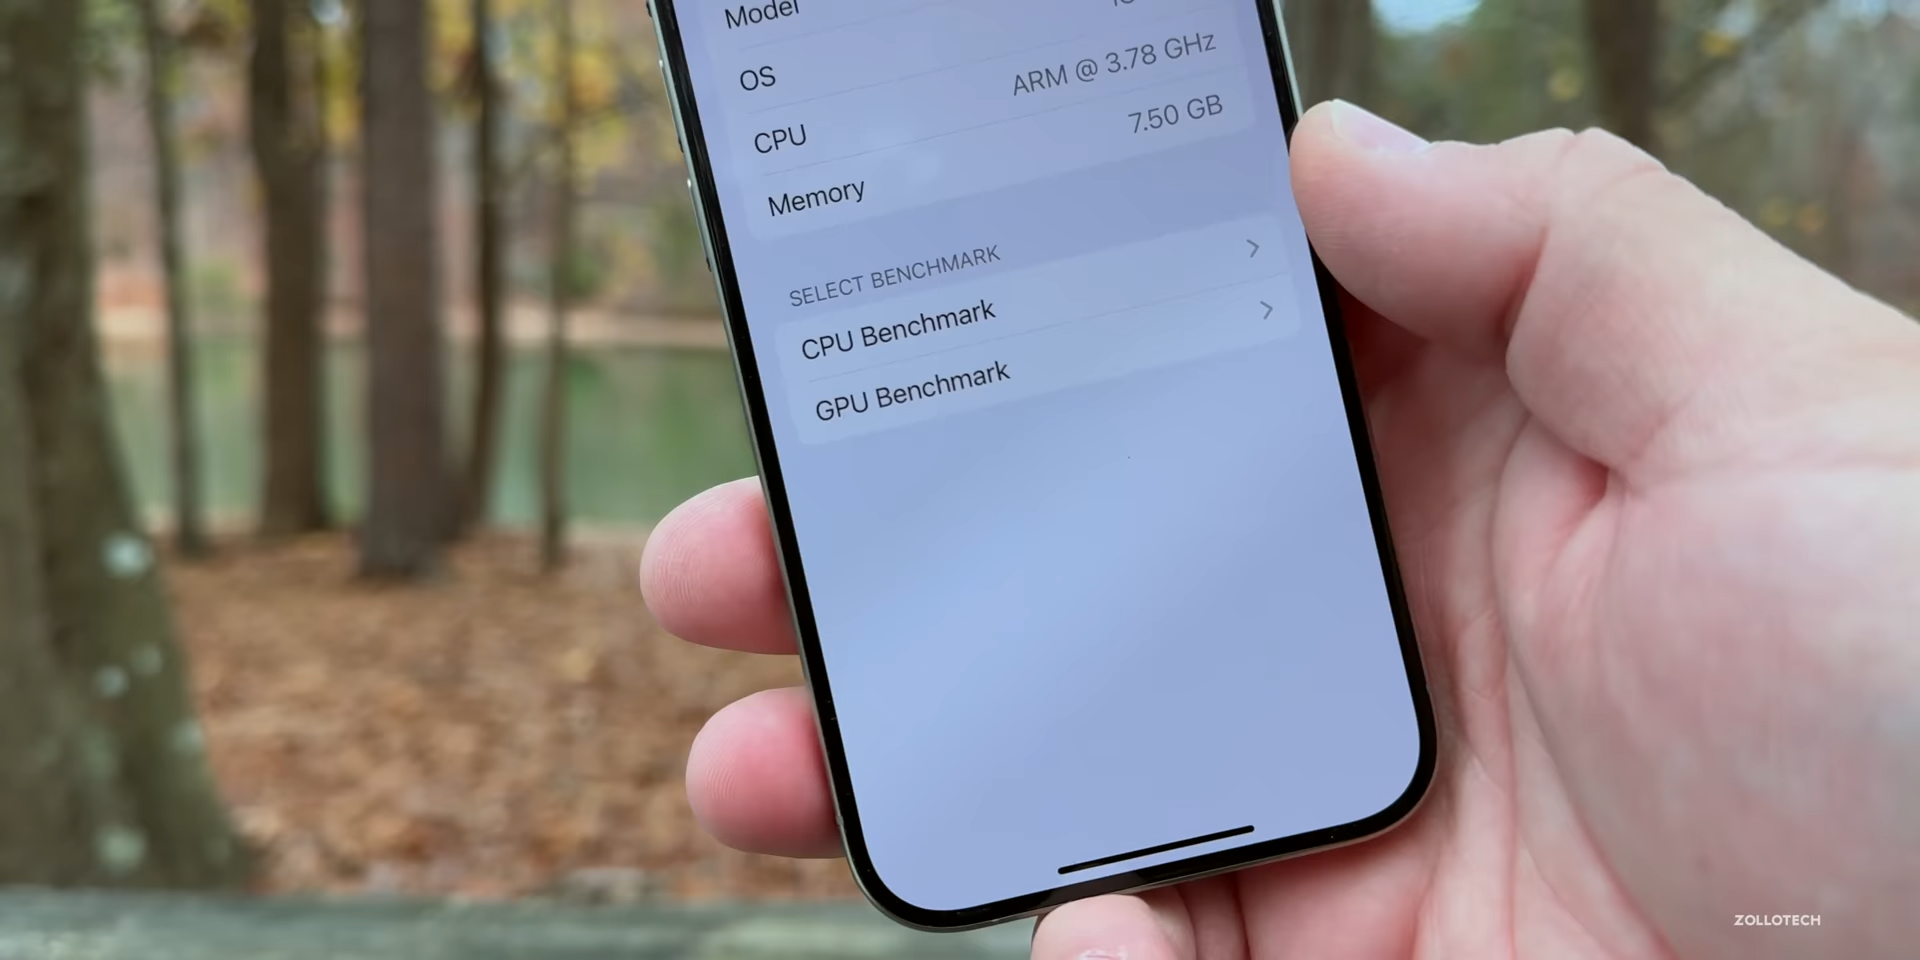 Model
OS
CPU ARM @ 3.78 GHz
Memory 7.50 GB
SELECT BENCHMARK
CPU Benchmark
GPU Benchmark
ZOLLOTECH